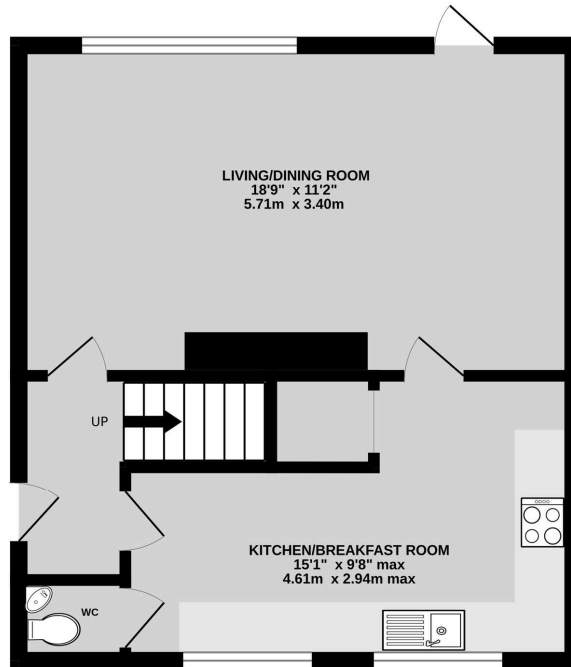 LIVING/DINING ROOM
18'9" x 11'2"
5.71m x 3.40m
UP
KITCHEN/BREAKFAST ROOM
15'1" x 9'8" max
4.61m x 2.94m max
WC